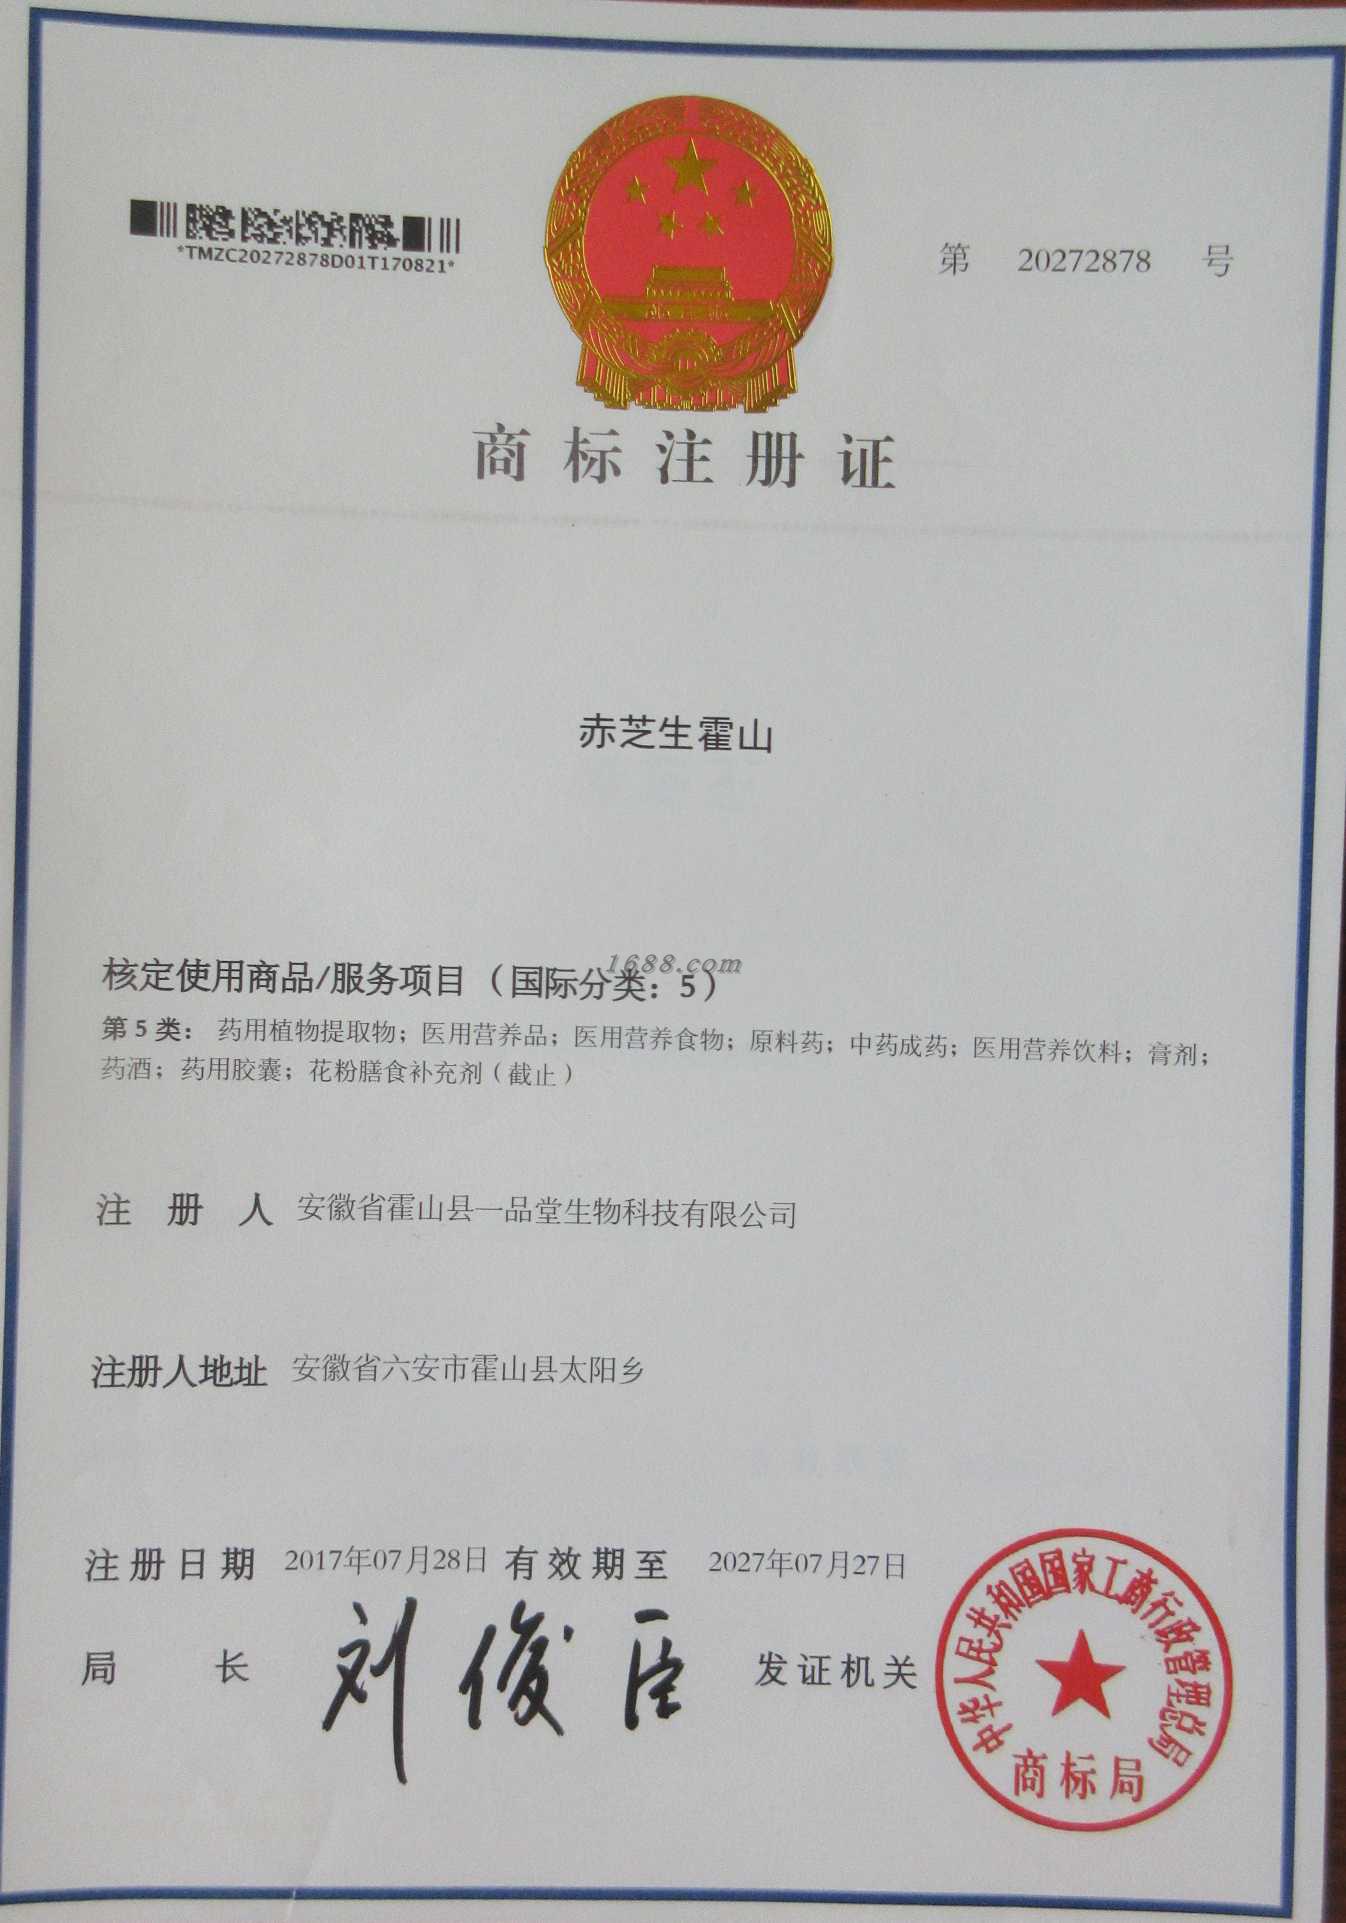 *TMZC20272878D01T170821*
第 20272878 号
商标注册证
赤芝生霍山
1688.com
核定使用商品/服务项目（国际分类：5）
第5类：药用植物提取物；医用营养品；医用营养食物；原料药；中药成药；医用营养饮料；膏剂；
药酒；药用胶囊；花粉膳食补充剂（截止）
注册人 安徽省霍山县一品堂生物科技有限公司
注册人地址 安徽省六安市霍山县太阳乡
注册日期 2017年07月28日 有效期至 2027年07月27日
局长 刘俊臣 发证机关
中华人民共和国国家工商行政管理总局
商标局